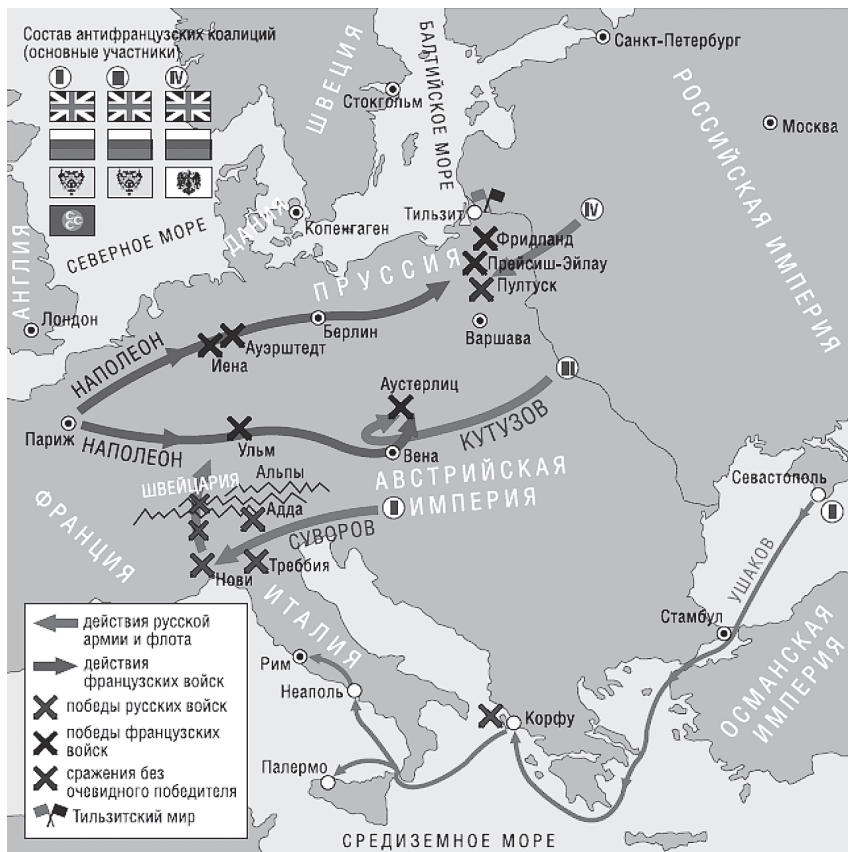 Состав антифранцузских коалиций
(основные участники)
II
III
IV
БАЛТИЙСКОЕ МОРЕ
ШВЕЦИЯ
Санкт-Петербург
Стокгольм
РОССИЙСКАЯ ИМПЕРИЯ
Москва
АНГЛИЯ
СЕВЕРНОЕ МОРЕ
ДАНИЯ
Копенгаген
Тильзит
IV
Фридланд
Прейсиш-Эйлау
Пултуск
ПРУССИЯ
Лондон
Берлин
Варшава
НАПОЛЕОН
Ауэрштедт
Йена
III
Аустерлиц
КУТУЗОВ
Париж
НАПОЛЕОН
Ульм
Вена
АВСТРИЙСКАЯ
ИМПЕРИЯ
ШВЕЙЦАРИЯ
Альпы
Адда
ФРАНЦИЯ
СУВОРОВ
II
Севастополь
II
Нови
Треббия
УШАКОВ
ИТАЛИЯ
Стамбул
ОСМАНСКАЯ
ИМПЕРИЯ
Рим
Неаполь
Корфу
Палермо
СРЕДИЗЕМНОЕ МОРЕ
действия русской
армии и флота
действия
французских войск
победы русских войск
победы французских
войск
сражения без
очевидного победителя
Тильзитский мир